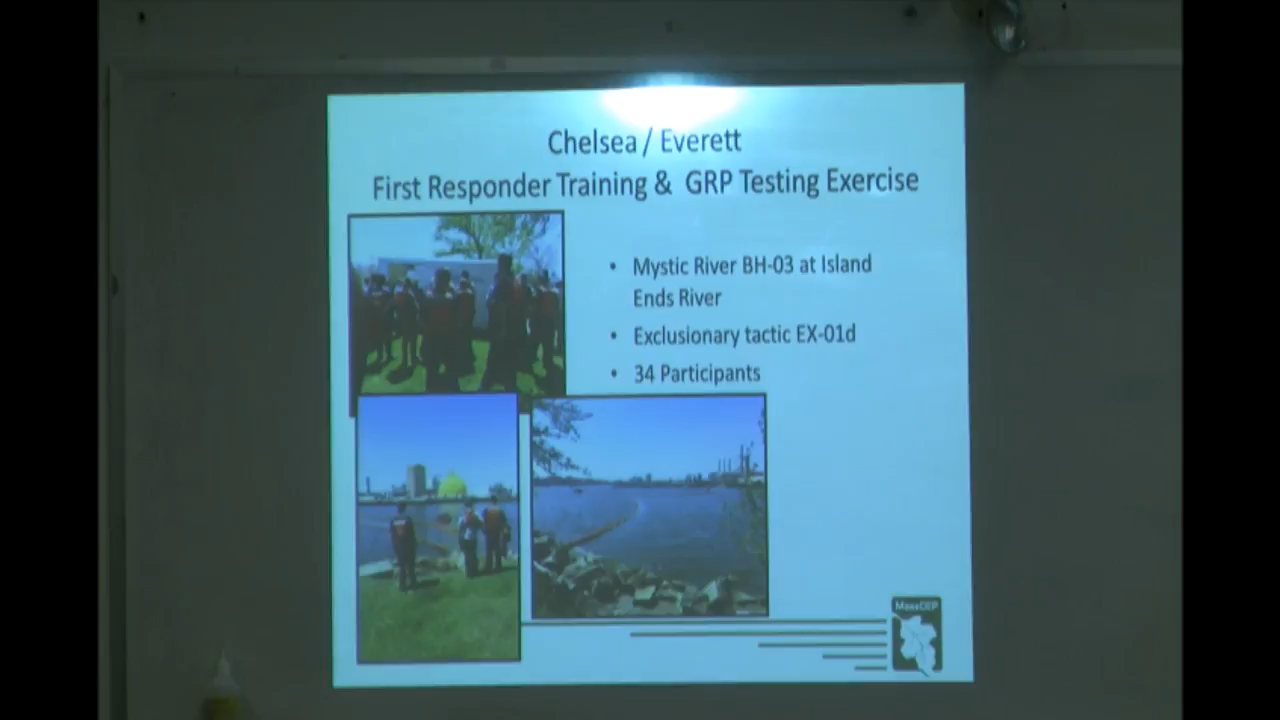 Chelsea / Everett
First Responder Training & GRP Testing Exercise
• Mystic River BH-03 at Island
Ends River
• Exclusionary tactic EX-01d
• 34 Participants
MassDEP